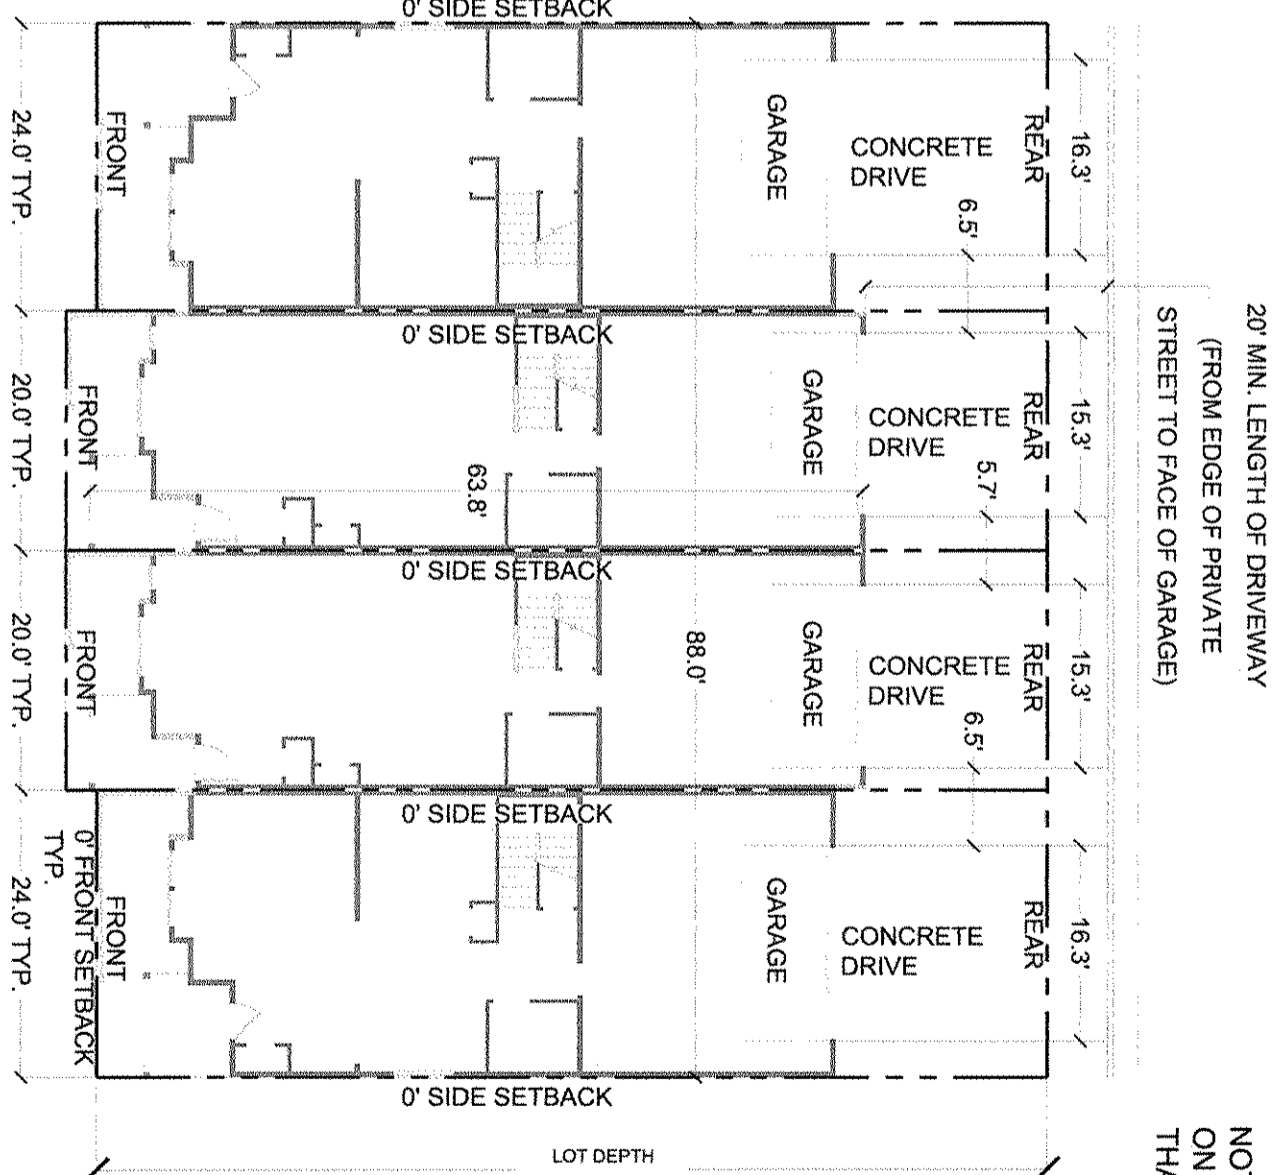 0' SIDE SETBACK
24.0' TYP.
FRONT
GARAGE
CONCRETE
DRIVE
REAR
16.3'
6.5'
20' MIN. LENGTH OF DRIVEWAY
(FROM EDGE OF PRIVATE
STREET TO FACE OF GARAGE)
0' SIDE SETBACK
20.0' TYP.
FRONT
63.8'
GARAGE
CONCRETE
DRIVE
REAR
15.3'
5.7'
0' SIDE SETBACK
20.0' TYP.
FRONT
88.0'
GARAGE
CONCRETE
DRIVE
REAR
15.3'
6.5'
0' SIDE SETBACK
24.0' TYP.
0' FRONT SETBACK
TYP.
FRONT
GARAGE
CONCRETE
DRIVE
REAR
16.3'
0' SIDE SETBACK
LOT DEPTH
ON